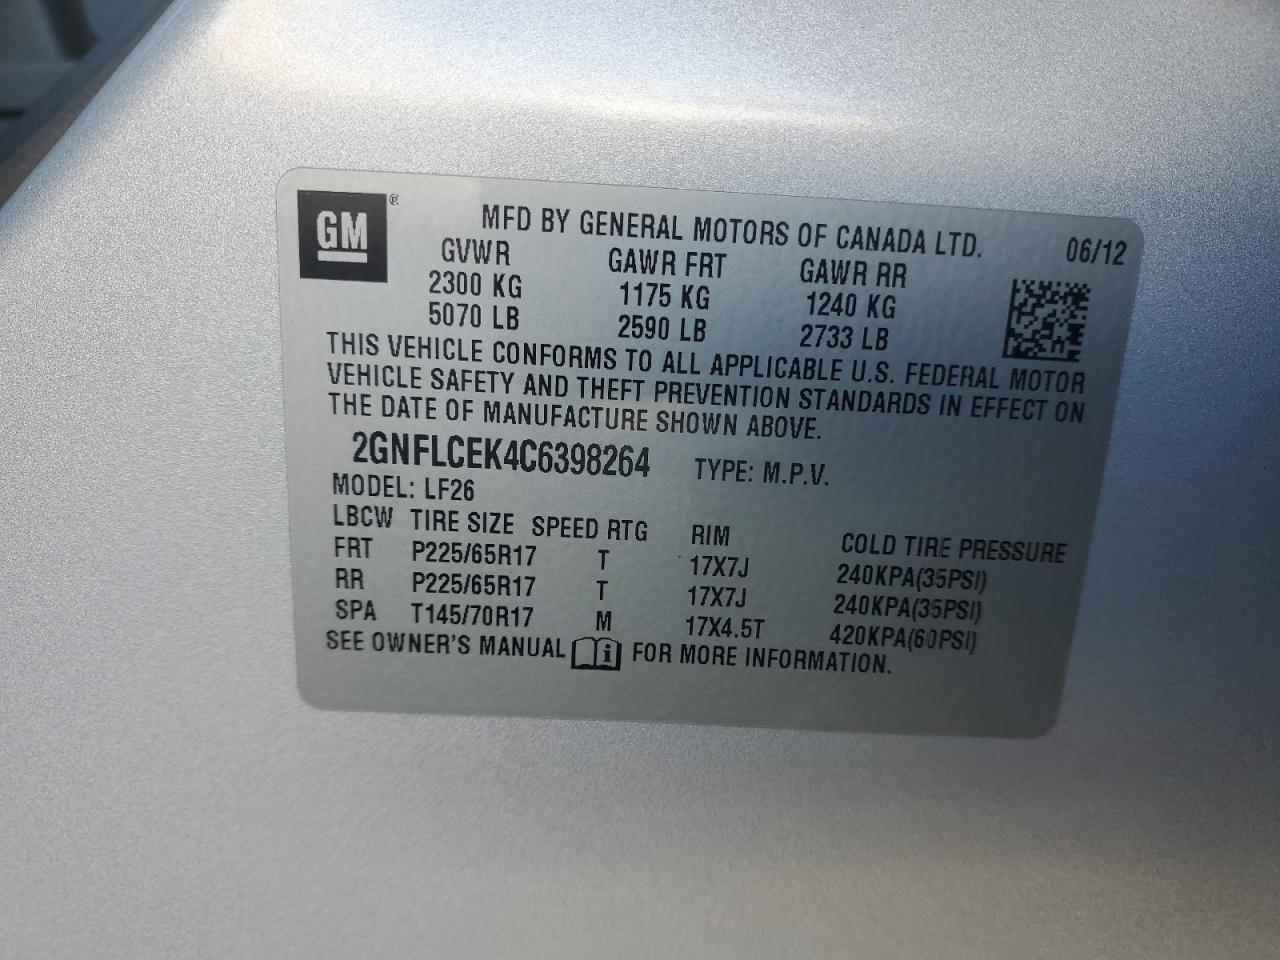 GM®
MFD BY GENERAL MOTORS OF CANADA LTD. 06/12
GVWR GAWR FRT GAWR RR
2300 KG 1175 KG 1240 KG
5070 LB 2590 LB 2733 LB
THIS VEHICLE CONFORMS TO ALL APPLICABLE U.S. FEDERAL MOTOR
VEHICLE SAFETY AND THEFT PREVENTION STANDARDS IN EFFECT ON
THE DATE OF MANUFACTURE SHOWN ABOVE.
2GNFLCEK4C6398264 TYPE: M.P.V.
MODEL: LF26
LBCW TIRE SIZE SPEED RTG RIM COLD TIRE PRESSURE
FRT P225/65R17 T 17X7J 240KPA(35PSI)
RR P225/65R17 T 17X7J 240KPA(35PSI)
SPA T145/70R17 M 17X4.5T 420KPA(60PSI)
SEE OWNER'S MANUAL i FOR MORE INFORMATION.